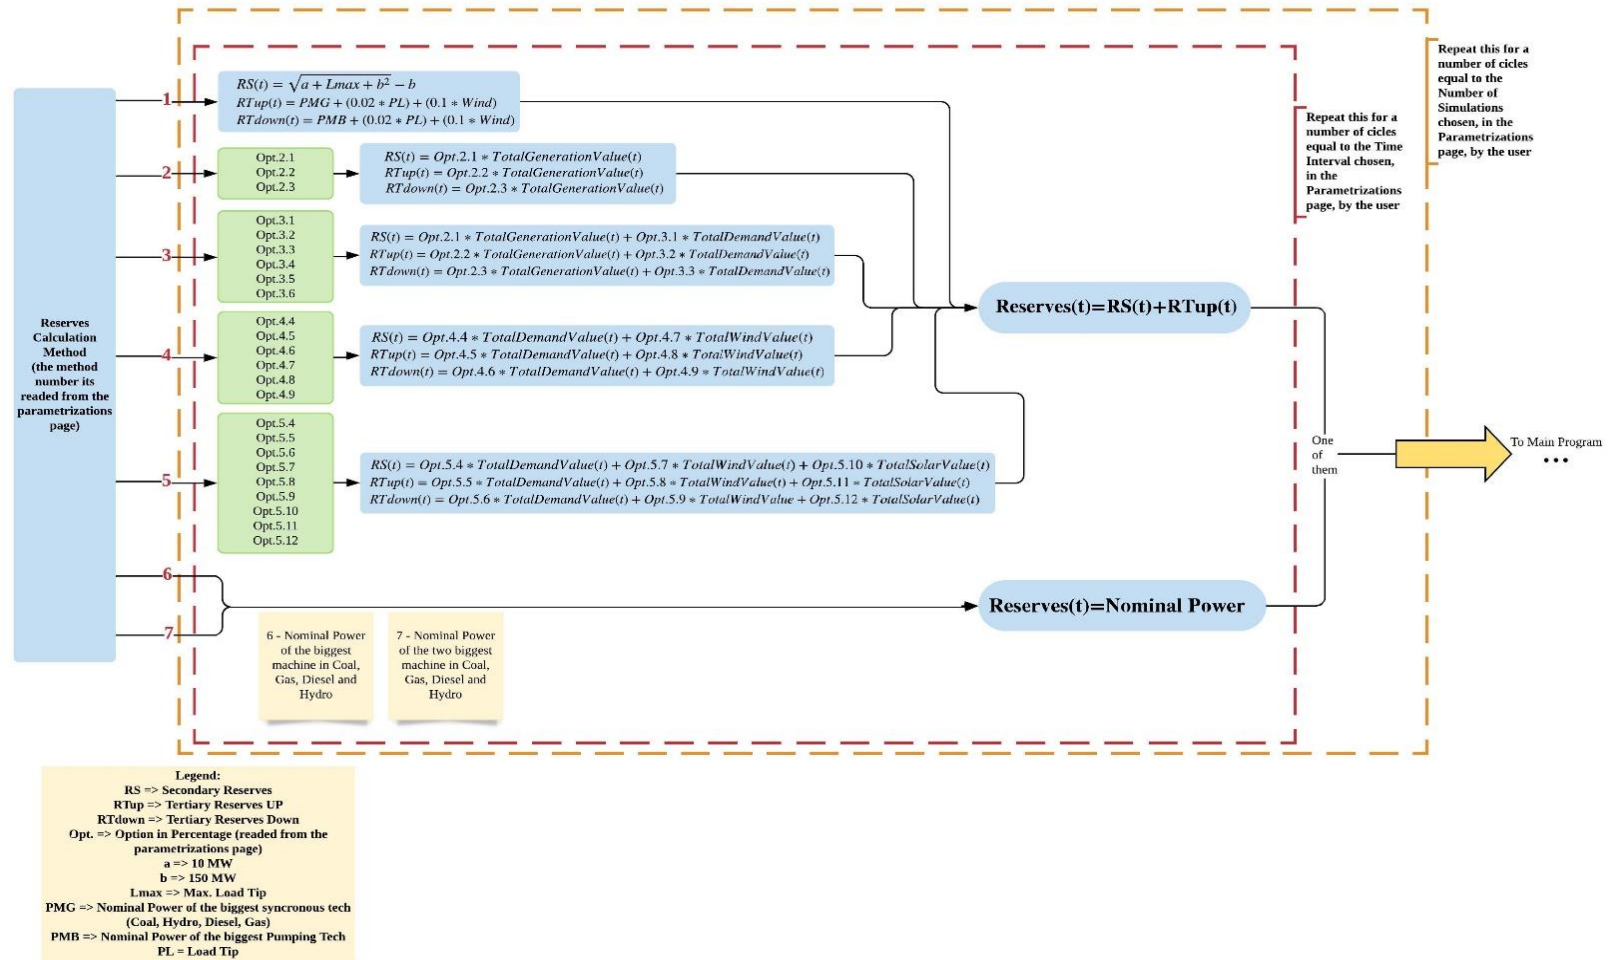 Repeat this for a
number of cicles
equal to the
Number of
Simulations
chosen, in the
Parametrizations
page, by the user
Repeat this for a
number of cicles
equal to the Time
Interval chosen,
in the
Parametrizations
page, by the user
Reserves
Calculation
Method
(the method
number its
readed from the
parametrizations
page)
1
RS(t) = √(a + Lmax + b²) − b
RTup(t) = PMG + (0.02 * PL) + (0.1 * Wind)
RTdown(t) = PMB + (0.02 * PL) + (0.1 * Wind)
2
Opt.2.1
Opt.2.2
Opt.2.3
RS(t) = Opt.2.1 * TotalGenerationValue(t)
RTup(t) = Opt.2.2 * TotalGenerationValue(t)
RTdown(t) = Opt.2.3 * TotalGenerationValue(t)
3
Opt.3.1
Opt.3.2
Opt.3.3
Opt.3.4
Opt.3.5
Opt.3.6
RS(t) = Opt.2.1 * TotalGenerationValue(t) + Opt.3.1 * TotalDemandValue(t)
RTup(t) = Opt.2.2 * TotalGenerationValue(t) + Opt.3.2 * TotalDemandValue(t)
RTdown(t) = Opt.2.3 * TotalGenerationValue(t) + Opt.3.3 * TotalDemandValue(t)
4
Opt.4.4
Opt.4.5
Opt.4.6
Opt.4.7
Opt.4.8
Opt.4.9
RS(t) = Opt.4.4 * TotalDemandValue(t) + Opt.4.7 * TotalWindValue(t)
RTup(t) = Opt.4.5 * TotalDemandValue(t) + Opt.4.8 * TotalWindValue(t)
RTdown(t) = Opt.4.6 * TotalDemandValue(t) + Opt.4.9 * TotalWindValue(t)
5
Opt.5.4
Opt.5.5
Opt.5.6
Opt.5.7
Opt.5.8
Opt.5.9
Opt.5.10
Opt.5.11
Opt.5.12
RS(t) = Opt.5.4 * TotalDemandValue(t) + Opt.5.7 * TotalWindValue(t) + Opt.5.10 * TotalSolarValue(t)
RTup(t) = Opt.5.5 * TotalDemandValue(t) + Opt.5.8 * TotalWindValue(t) + Opt.5.11 * TotalSolarValue(t)
RTdown(t) = Opt.5.6 * TotalDemandValue(t) + Opt.5.9 * TotalWindValue + Opt.5.12 * TotalSolarValue(t)
Reserves(t)=RS(t)+RTup(t)
6
7
6 - Nominal Power
of the biggest
machine in Coal,
Gas, Diesel and
Hydro
7 - Nominal Power
of the two biggest
machine in Coal,
Gas, Diesel and
Hydro
Reserves(t)=Nominal Power
One
of
them
To Main Program
...
Legend:
RS => Secondary Reserves
RTup => Tertiary Reserves UP
RTdown => Tertiary Reserves Down
Opt. => Option in Percentage (readed from the
parametrizations page)
a => 10 MW
b => 150 MW
Lmax => Max. Load Tip
PMG => Nominal Power of the biggest syncronous tech
(Coal, Hydro, Diesel, Gas)
PMB => Nominal Power of the biggest Pumping Tech
PL = Load Tip